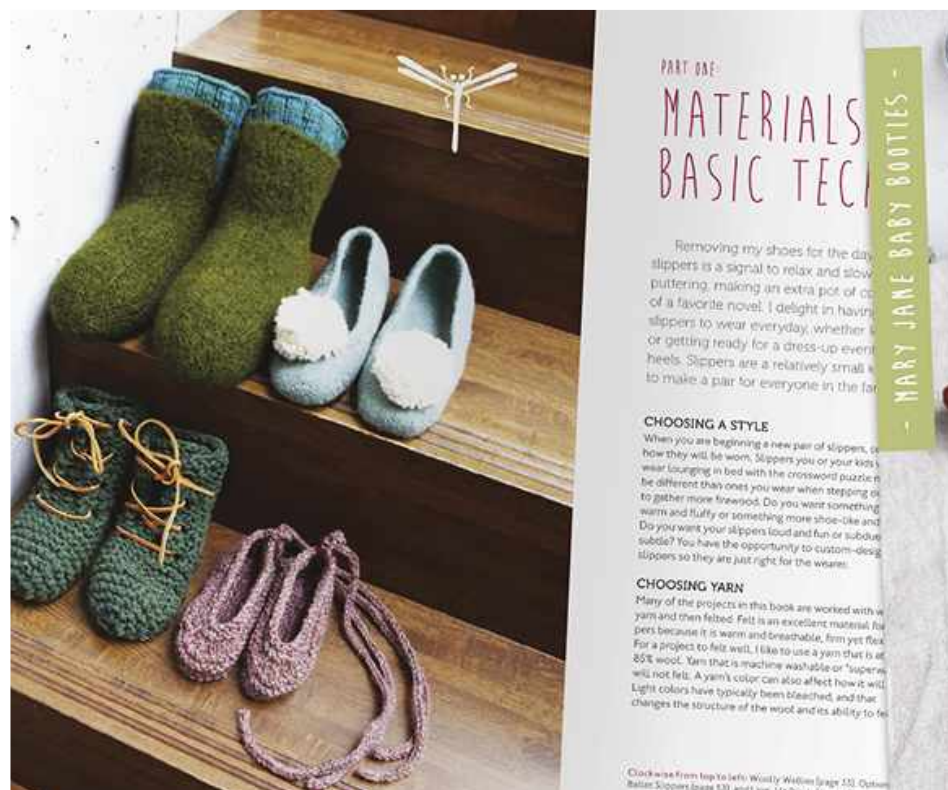 PART ONE:
MATERIALS
BASIC
Removing my shoes for the day
slippers is a signal to relax and slow
puttering, making an extra pot of
of a favorite novel. I delight in having
slippers to wear everyday, whether
or getting ready for a dress-up event
heels. Slippers are a relatively small
to make a pair for everyone in the
CHOOSING A STYLE
When you are beginning a new pair of slippers,
how they will be worn. Slippers you or your kids
wear lounging in bed with the crossword puzzle
be different than ones you wear when stepping
to gather more firewood. Do you want something
warm and fluffy or something more shoe-like and
Do you want your slippers loud and fun or
subtle? You have the opportunity to
slippers so they are just right for the wearer.
CHOOSING YARN
Many of the projects in this book are worked with
yarn and then felted. Felt is an excellent material
pers because it is warm and breathable, firm yet
For a project to felt well, I like to use a yarn that is at
85% wool. Yarn that is machine washable or
will not felt. A yarn's color can also affect how it will
Light colors have typically been bleached, and that
changes the structure of the wool and its ability to
Clockwise from top to left: Woolly Wellies (page 33),
Ballet Slippers
- MARY JANE BABY BOOTIES -